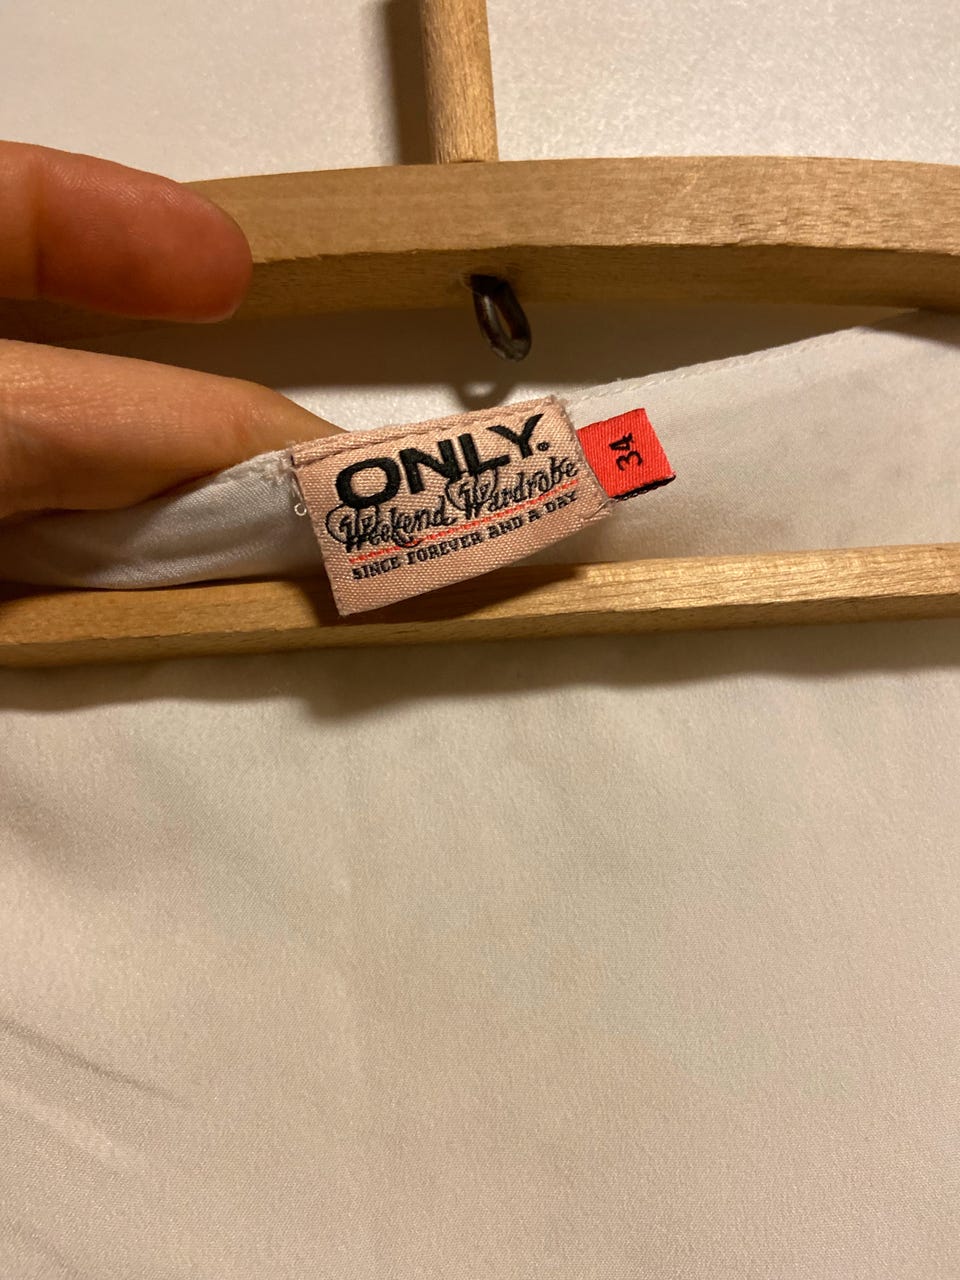 ONLY.
Weekend Wardrobe
SINCE FOREVER AND A DAY
34